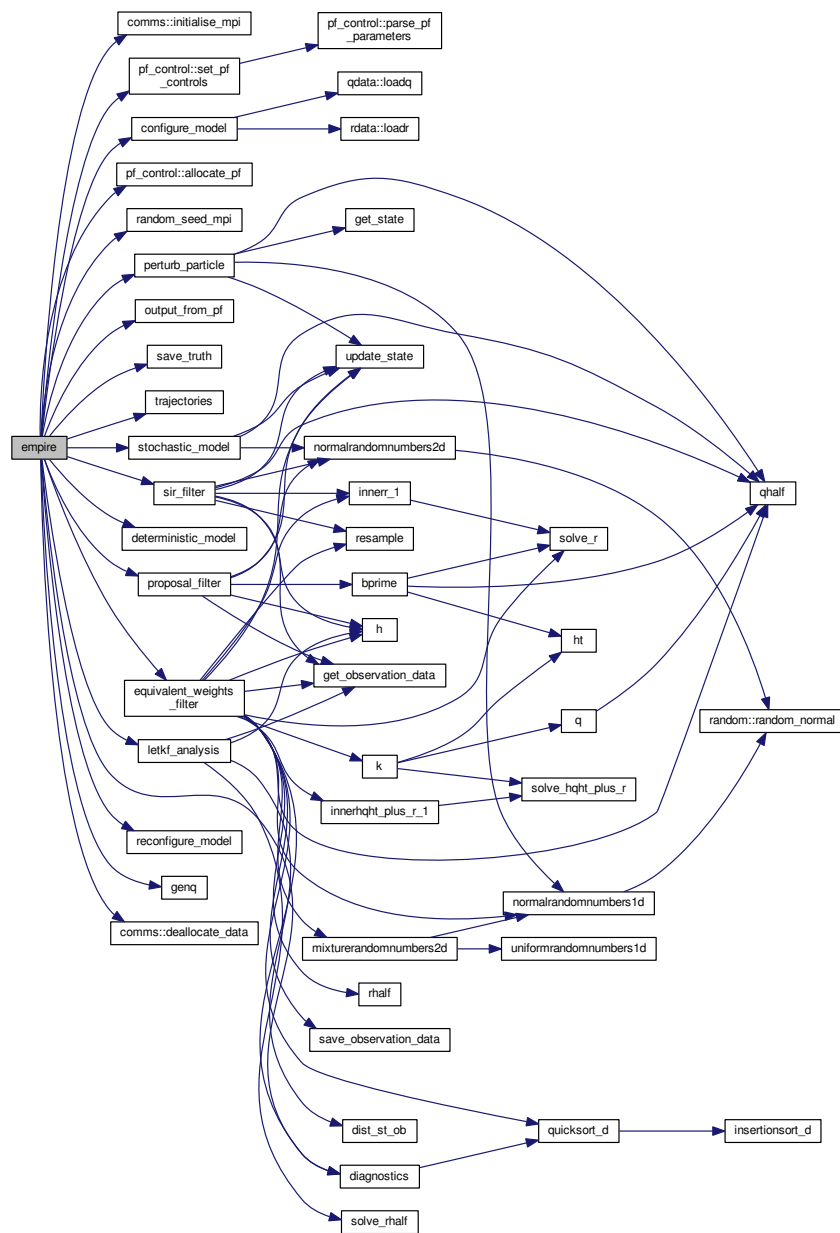 comms::initialise_mpi
pf_control::parse_pf
_parameters
pf_control::set_pf
_controls
qdata::loadq
configure_model
rdata::loadr
pf_control::allocate_pf
random_seed_mpi
get_state
perturb_particle
output_from_pf
save_truth
update_state
trajectories
empire
stochastic_model
normalrandomnumbers2d
sir_filter
innerr_1
qhalf
deterministic_model
resample
solve_r
proposal_filter
bprime
h
ht
get_observation_data
equivalent_weights
_filter
q
random::random_normal
letkf_analysis
k
solve_hqht_plus_r
innerhqht_plus_r_1
reconfigure_model
genq
normalrandomnumbers1d
comms::deallocate_data
mixturerandomnumbers2d
uniformrandomnumbers1d
rhalf
save_observation_data
dist_st_ob
quicksort_d
insertionsort_d
diagnostics
solve_rhalf